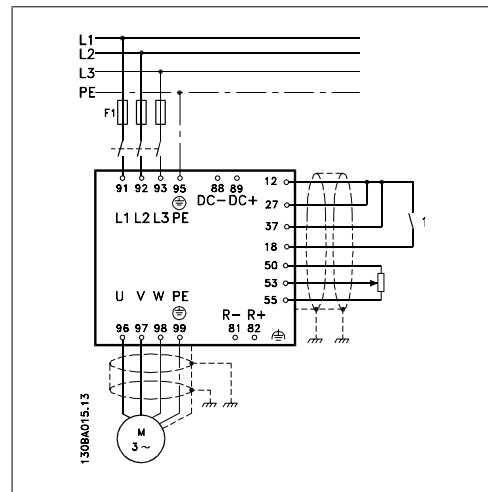 L1
L2
L3
PE
F1
91 92 93 95 88 89 12
DC- DC+
27
L1 L2 L3 PE
37
1
18
50
53
U V W PE
55
R- R+
96 97 98 99 81 82
130BA015.13
M
3 ~